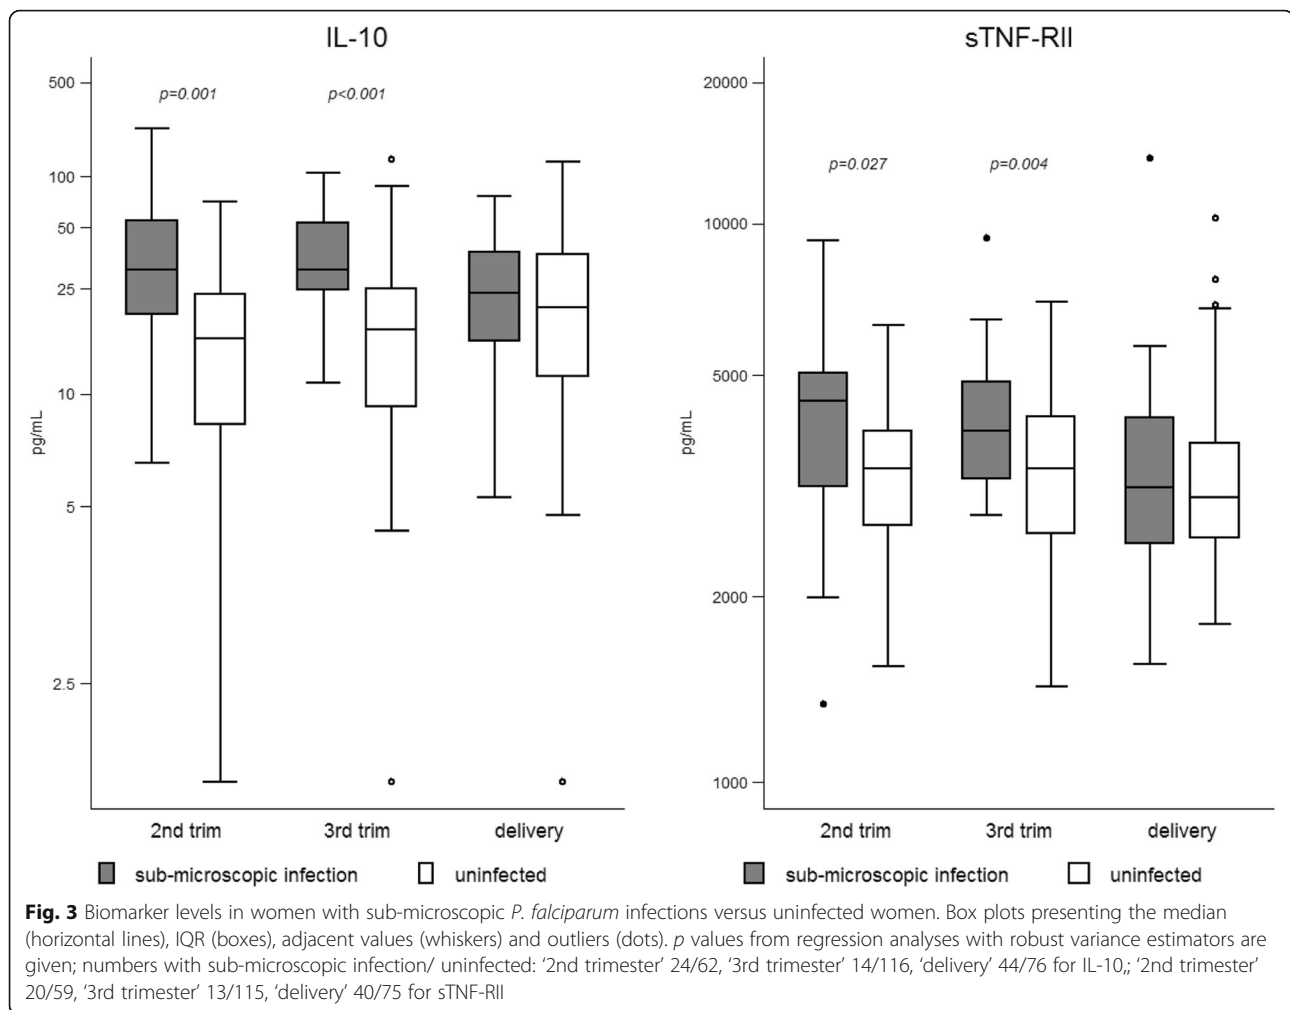 IL-10
500
100
50
25
10
5
2.5
pg/mL
p=0.001
p<0.001
2nd trim
3rd trim
delivery
sub-microscopic infection
uninfected
sTNF-RII
20000
10000
5000
2000
1000
pg/mL
p=0.027
p=0.004
2nd trim
3rd trim
delivery
sub-microscopic infection
uninfected
Fig. 3 Biomarker levels in women with sub-microscopic P. falciparum infections versus uninfected women. Box plots presenting the median
(horizontal lines), IQR (boxes), adjacent values (whiskers) and outliers (dots). p values from regression analyses with robust variance estimators are
given; numbers with sub-microscopic infection/ uninfected: ‘2nd trimester’ 24/62, ‘3rd trimester’ 14/116, ‘delivery’ 44/76 for IL-10,; ‘2nd trimester’
20/59, ‘3rd trimester’ 13/115, ‘delivery’ 40/75 for sTNF-RII